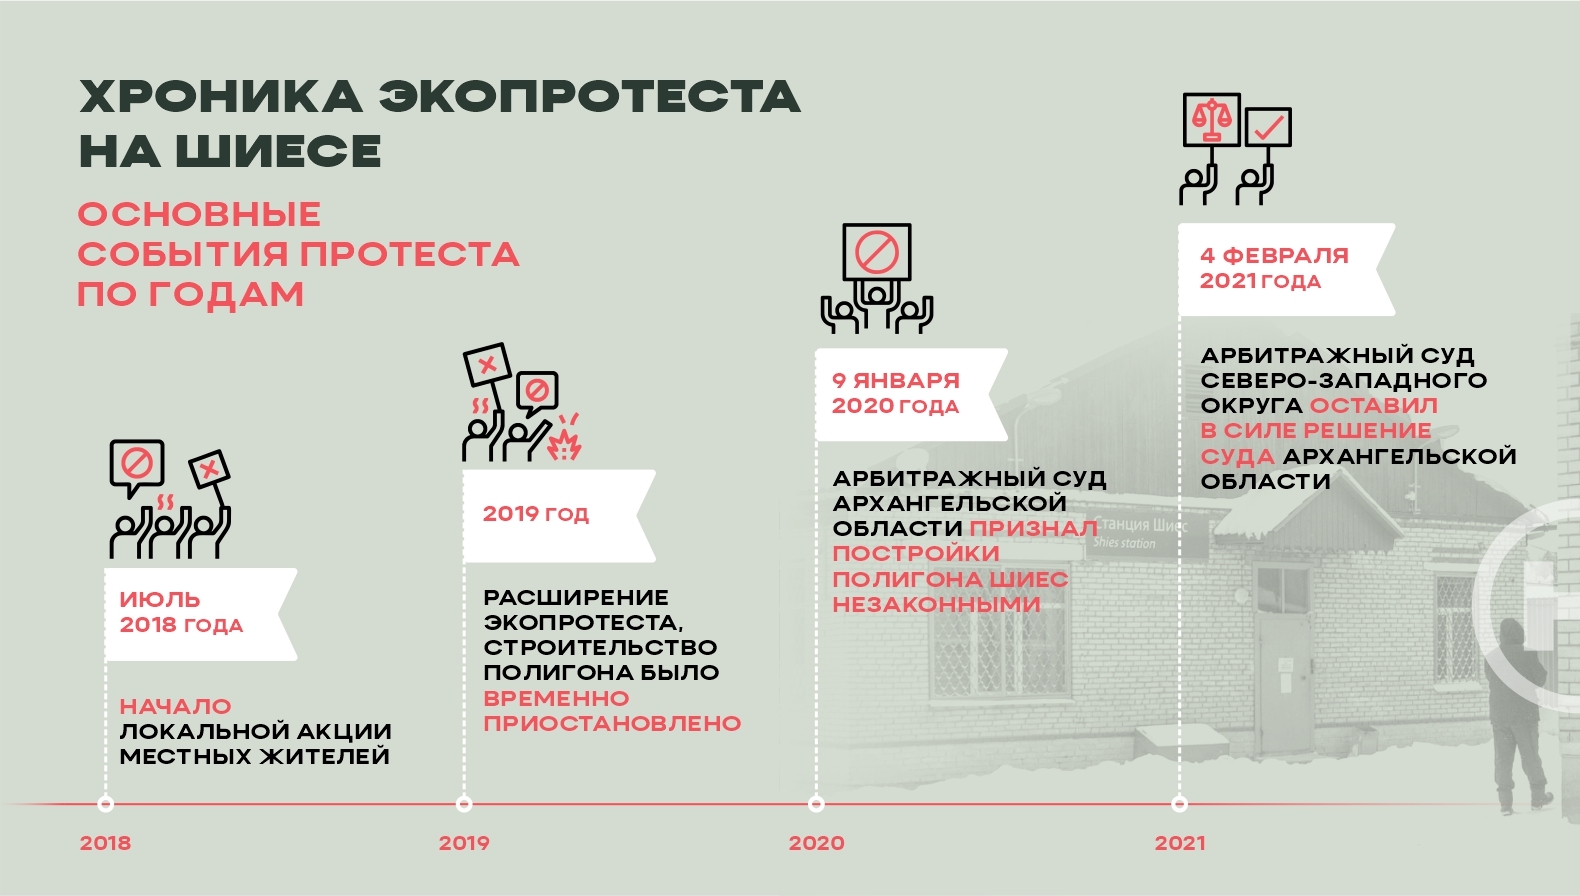 ХРОНИКА ЭКОПРОТЕСТА
НА ШИЕСЕ
ОСНОВНЫЕ
СОБЫТИЯ ПРОТЕСТА
ПО ГОДАМ
ИЮЛЬ
2018 ГОДА
НАЧАЛО
ЛОКАЛЬНОЙ АКЦИИ
МЕСТНЫХ ЖИТЕЛЕЙ
2019 ГОД
РАСШИРЕНИЕ
ЭКОПРОТЕСТА,
СТРОИТЕЛЬСТВО
ПОЛИГОНА БЫЛО
ВРЕМЕННО
ПРИОСТАНОВЛЕНО
9 ЯНВАРЯ
2020 ГОДА
АРБИТРАЖНЫЙ СУД
АРХАНГЕЛЬСКОЙ
ОБЛАСТИ ПРИЗНАЛ
ПОСТРОЙКИ
ПОЛИГОНА ШИЕС
НЕЗАКОННЫМИ
4 ФЕВРАЛЯ
2021 ГОДА
АРБИТРАЖНЫЙ СУД
СЕВЕРО-ЗАПАДНОГО
ОКРУГА ОСТАВИЛ
В СИЛЕ РЕШЕНИЕ
СУДА АРХАНГЕЛЬСКОЙ
ОБЛАСТИ
Станция Шиес
Shies station
2018
2019
2020
2021